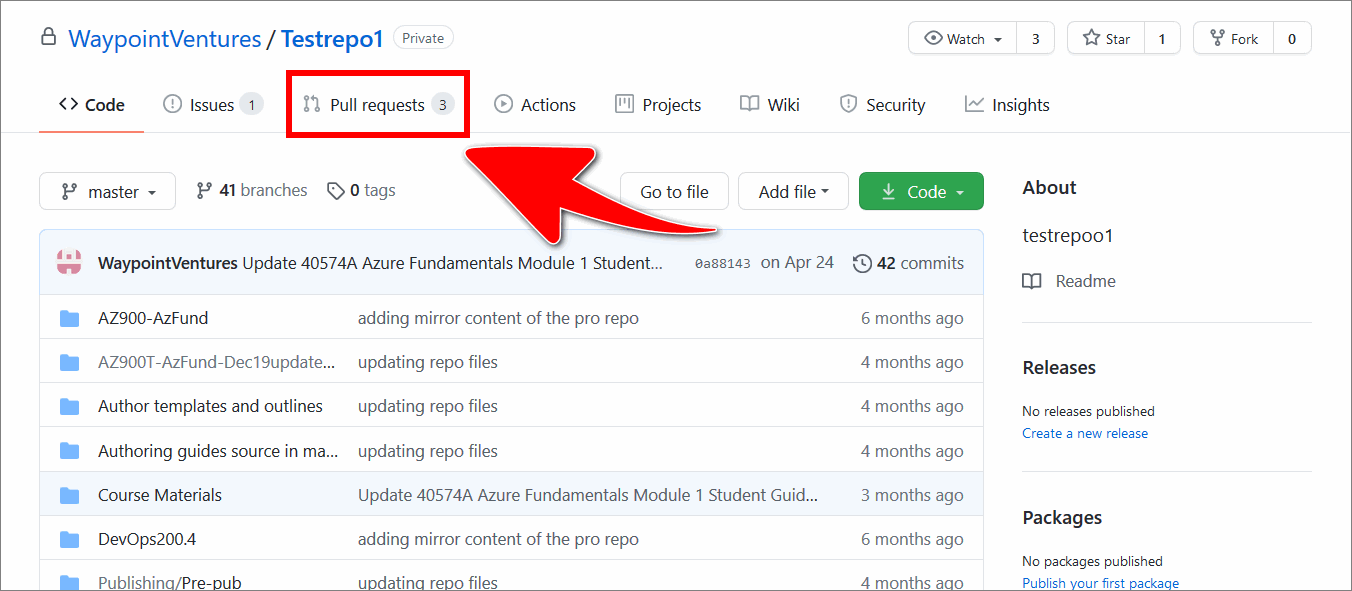 WaypointVentures / Testrepo1 Private Watch 3 Star 1 Fork 0
Code Issues 1 Pull requests 3 Actions Projects Wiki Security Insights
master 41 branches 0 tags Go to file Add file Code
WaypointVentures Update 40574A Azure Fundamentals Module 1 Student... 0a88143 on Apr 24 42 commits
AZ900-AzFund adding mirror content of the pro repo 6 months ago
AZ900T-AzFund-Dec19update... updating repo files 4 months ago
Author templates and outlines updating repo files 4 months ago
Authoring guides source in ma... updating repo files 4 months ago
Course Materials Update 40574A Azure Fundamentals Module 1 Student Guid... 3 months ago
DevOps200.4 adding mirror content of the pro repo 6 months ago
Publishing/Pre-pub updating repo files 4 months ago
About
testrepoo1
Readme
Releases
No releases published
Create a new release
Packages
No packages published
Publish your first package